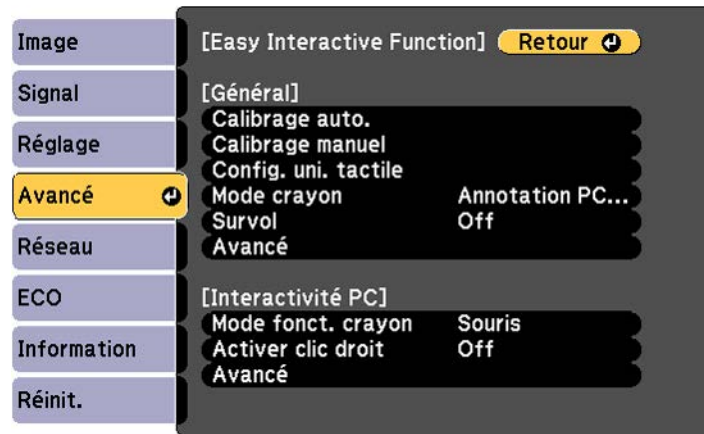 Image
Signal
Réglage
Avancé
Réseau
ECO
Information
Réinit.
[Easy Interactive Function] Retour
[Général]
Calibrage auto.
Calibrage manuel
Config. uni. tactile
Mode crayon Annotation PC...
Survol Off
Avancé
[Interactivité PC]
Mode fonct. crayon Souris
Activer clic droit Off
Avancé